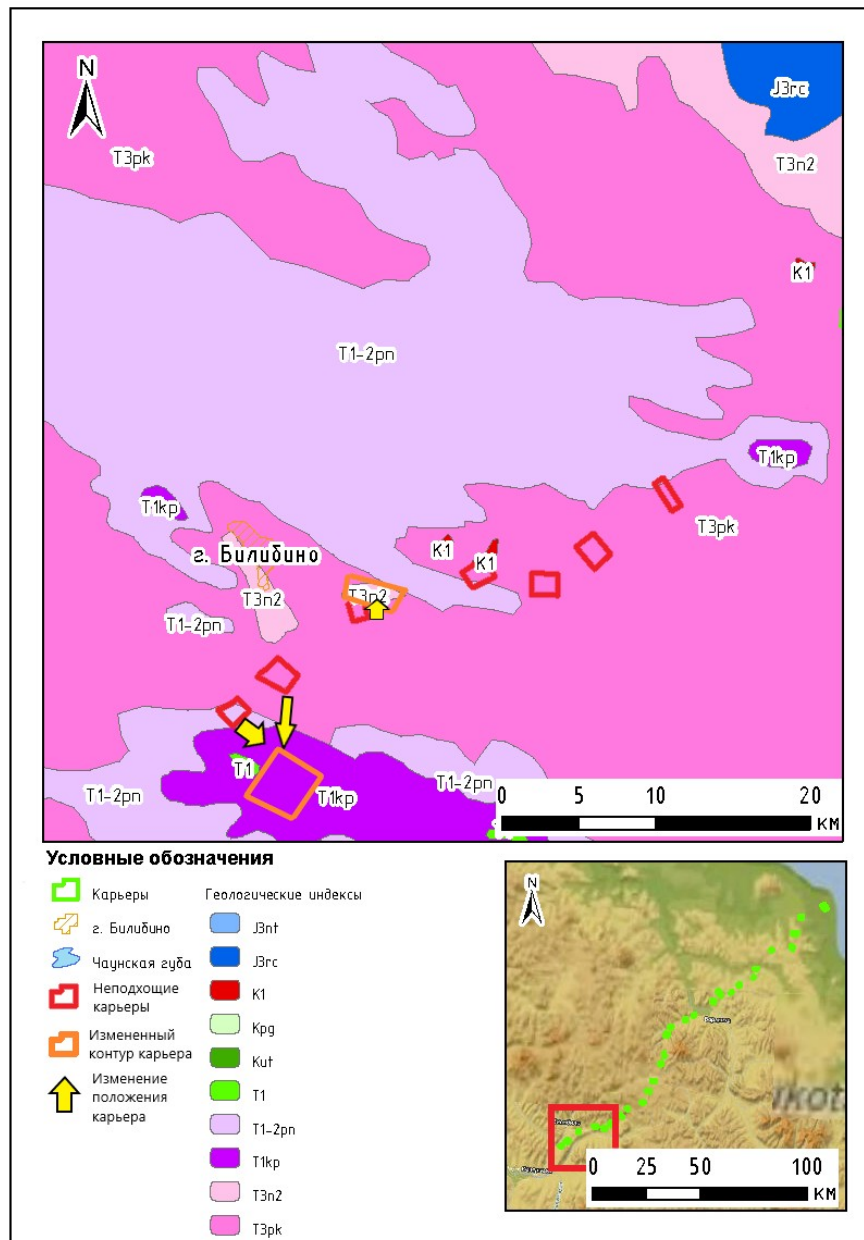 N
J3rc
T3pk
T3n2
K1
T1-2pn
T1kp
T1kp
T3pk
K1
г. Билибино
K1
T3n2
T3n2
T1-2pn
T1
T1-2pn
T1kp
T1-2pn
0 5 10 20
КМ
Условные обозначения
Карьеры
г. Билибино
Чаунская губа
Неподхощие
карьеры
Измененный
контур карьера
Изменение
положения
карьера
Геологические индексы
J3nt
J3rc
K1
Kpg
Kut
T1
T1-2pn
T1kp
T3n2
T3pk
N
0 25 50 100
КМ